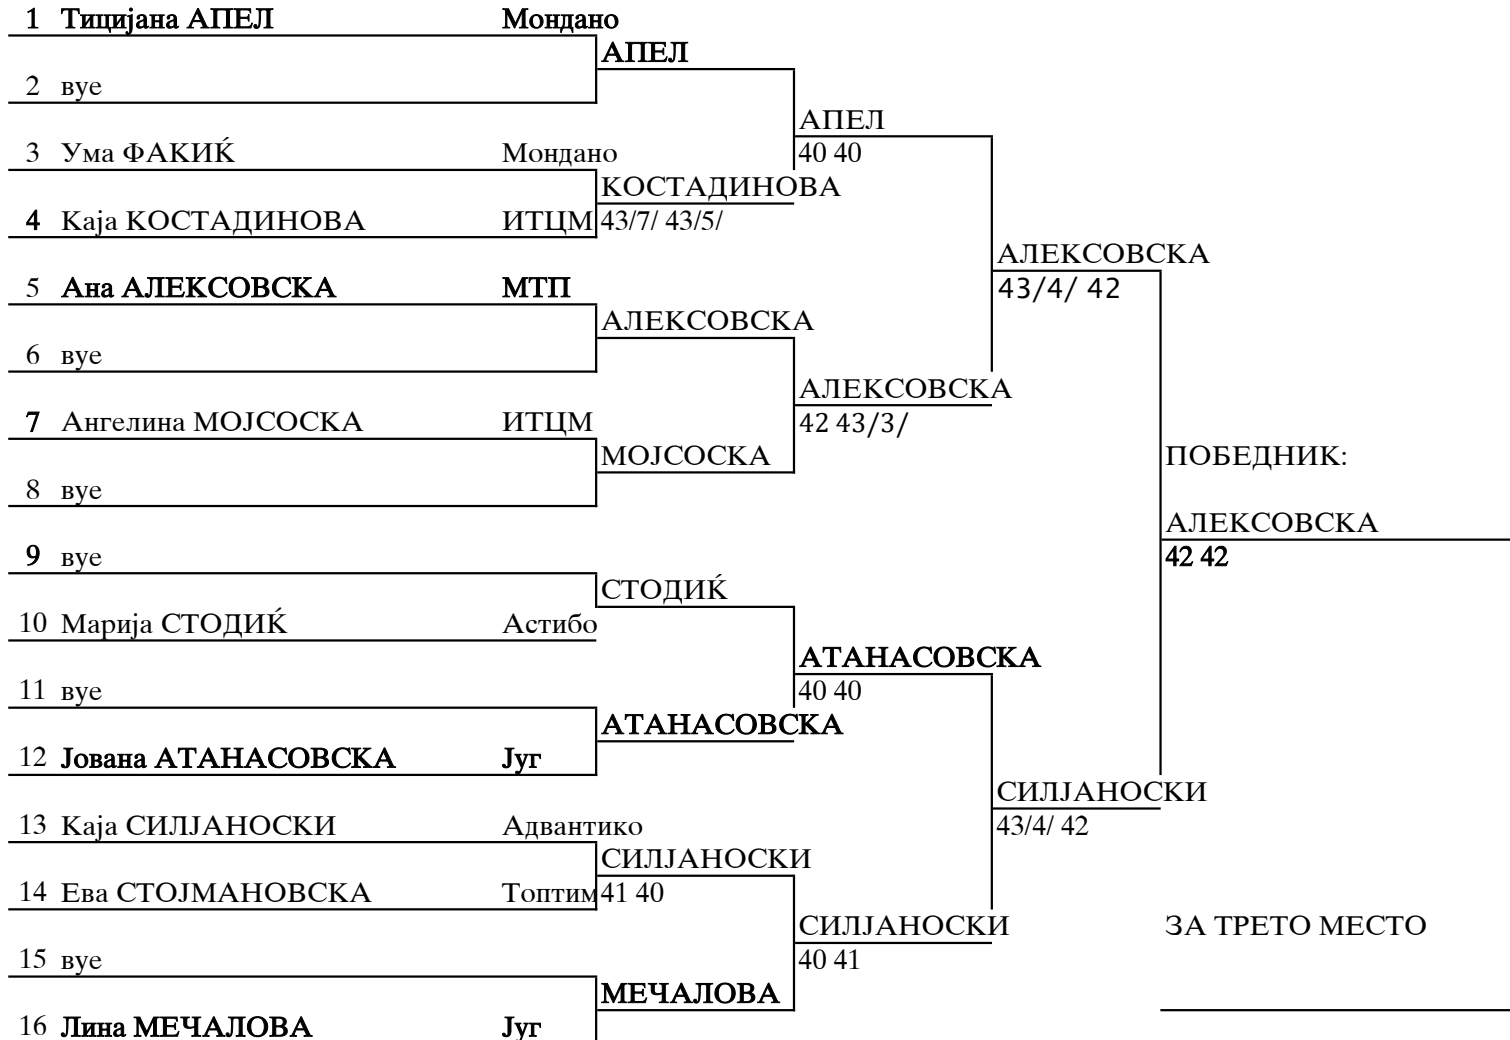 1 Тицијана АПЕЛ Мондано
АПЕЛ
2 вуе
АПЕЛ
3 Ума ФАКИЌ Мондано 40 40
КОСТАДИНОВА
4 Каја КОСТАДИНОВА ИТЦМ 43/7/ 43/5/
АЛЕКСОВСКА
5 Ана АЛЕКСОВСКА МТП 43/4/ 42
АЛЕКСОВСКА
6 вуе
АЛЕКСОВСКА
7 Ангелина МОЈСОСКА ИТЦМ 42 43/3/
МОЈСОСКА ПОБЕДНИК:
8 вуе
АЛЕКСОВСКА
9 вуе 42 42
СТОДИЌ
10 Марија СТОДИЌ Астибо
АТАНАСОВСКА
11 вуе 40 40
АТАНАСОВСКА
12 Јована АТАНАСОВСКА Југ
СИЛЈАНОСКИ
13 Каја СИЛЈАНОСКИ Адвантико 43/4/ 42
СИЛЈАНОСКИ
14 Ева СТОЈМАНОВСКА Топтим 41 40
СИЛЈАНОСКИ ЗА ТРЕТО МЕСТО
15 вуе 40 41
МЕЧАЛОВА
16 Лина МЕЧАЛОВА Југ